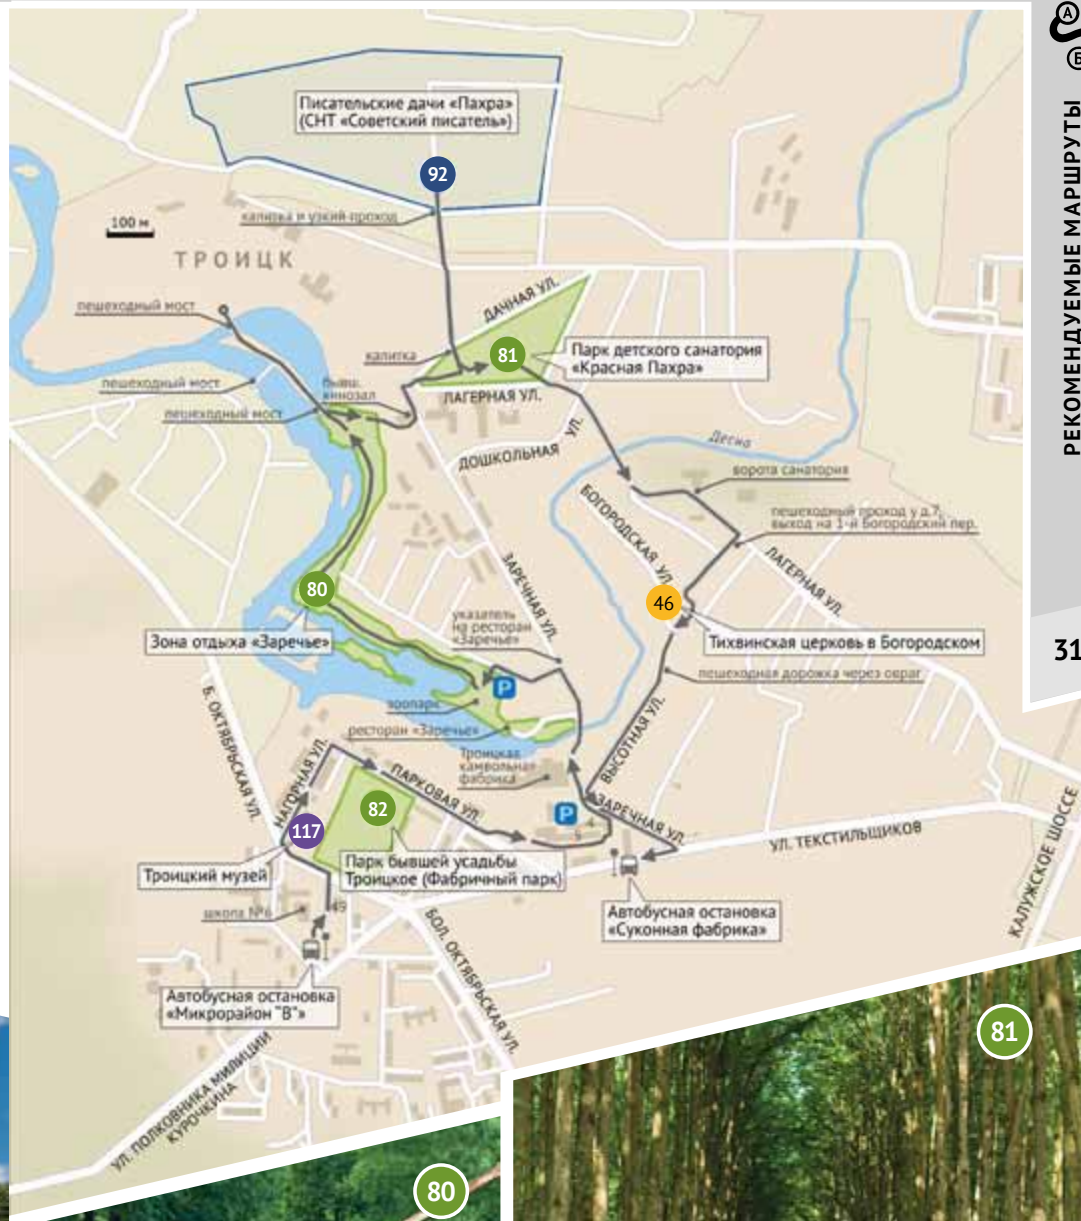 А
Б
РЕКОМЕНДУЕМЫЕ МАРШРУТЫ
31
Писательские дачи «Пахра»
(СНТ «Советский писатель»)
92
калитка и узкий проход
100 м
ТРОИЦК
пешеходный мост
ДАЧНАЯ УЛ.
калитка
81
Парк детского санатория
«Красная Пахра»
пешеходный мост
бывш.
кинозал
ЛАГЕРНАЯ УЛ.
пешеходный мост
ДОШКОЛЬНАЯ УЛ.
Десна
ворота санатория
БОГОРОДСКАЯ УЛ.
пешеходный проход у д.7,
выход на 1-й Богородский пер.
ЛАГЕРНАЯ УЛ.
ЗАРЕЧНАЯ УЛ.
80
46
указатель
на ресторан
«Заречье»
Зона отдыха «Заречье»
Тихвинская церковь в Богородском
пешеходная дорожка через овраг
P
зоопарк
ресторан «Заречье»
Б. ОКТЯБРЬСКАЯ УЛ.
Троицкая
камвольная
фабрика
ВЫСОТНАЯ УЛ.
НАГОРНАЯ УЛ.
ПАРКОВАЯ УЛ.
82
P
ЗАРЕЧНАЯ УЛ.
4
5
117
УЛ. ТЕКСТИЛЬЩИКОВ
КАЛУЖСКОЕ ШОССЕ
Троицкий музей
Парк бывшей усадьбы
Троицкое (Фабричный парк)
школа №6
49
Автобусная остановка
«Суконная фабрика»
БОЛ. ОКТЯБРЬСКАЯ УЛ.
Автобусная остановка
«Микрорайон "В"»
УЛ. ПОЛКОВНИКА МИЛИЦИИ
КУРОЧКИНА
81
80